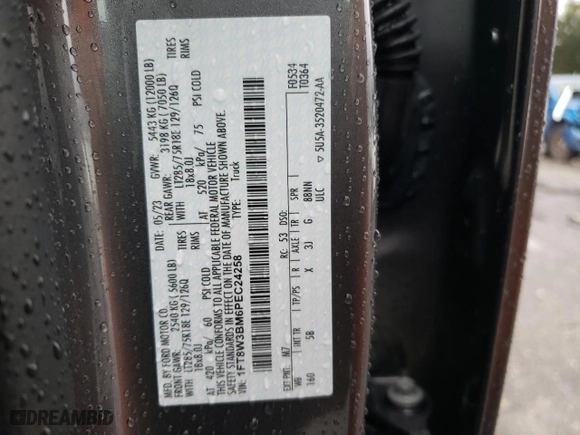 MFD. BY FORD MOTOR CO.
DATE: 05/23 GVWR: 5443 KG (12000 LB)
FRONT GAWR: 2540 KG (5600 LB) REAR GAWR: 3198 KG (7050 LB)
WITH LT285/75R18E 129/126Q TIRES WITH LT285/75R18E 129/126Q TIRES
18x8.0J RIMS 18x8.0J RIMS
AT 420 kPa/ 60 PSI COLD AT 520 kPa/ 75 PSI COLD
THIS VEHICLE CONFORMS TO ALL APPLICABLE FEDERAL MOTOR VEHICLE
SAFETY STANDARDS IN EFFECT ON THE DATE OF MANUFACTURE SHOWN ABOVE.
VIN: 1FT8W3BM6PEC24258
TYPE: Truck
F0534
T0364
EXT PNT: M7 RC: 53 DSO:
WB INT TR TP/PS R AXLE TR SPR
160 5B X 3J G 88NN
ULC
▽5U5A-3520472-AA
DREAMBID